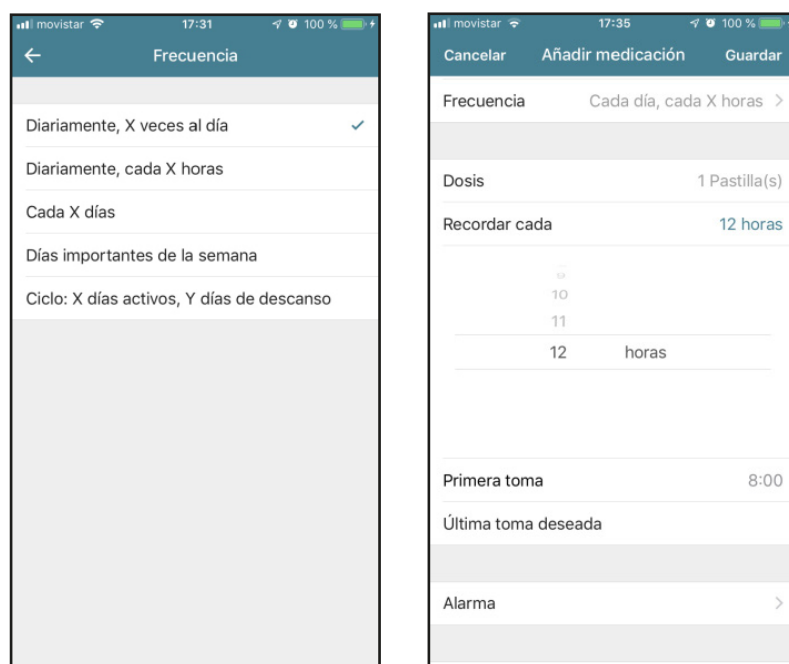 movistar 17:31 100 %
Frecuencia
Diariamente, X veces al día
Diariamente, cada X horas
Cada X días
Días importantes de la semana
Ciclo: X días activos, Y días de descanso
movistar 17:35 100 %
Cancelar Añadir medicación Guardar
Frecuencia Cada día, cada X horas
Dosis 1 Pastilla(s)
Recordar cada 12 horas
10
11
12 horas
Primera toma 8:00
Última toma deseada
Alarma